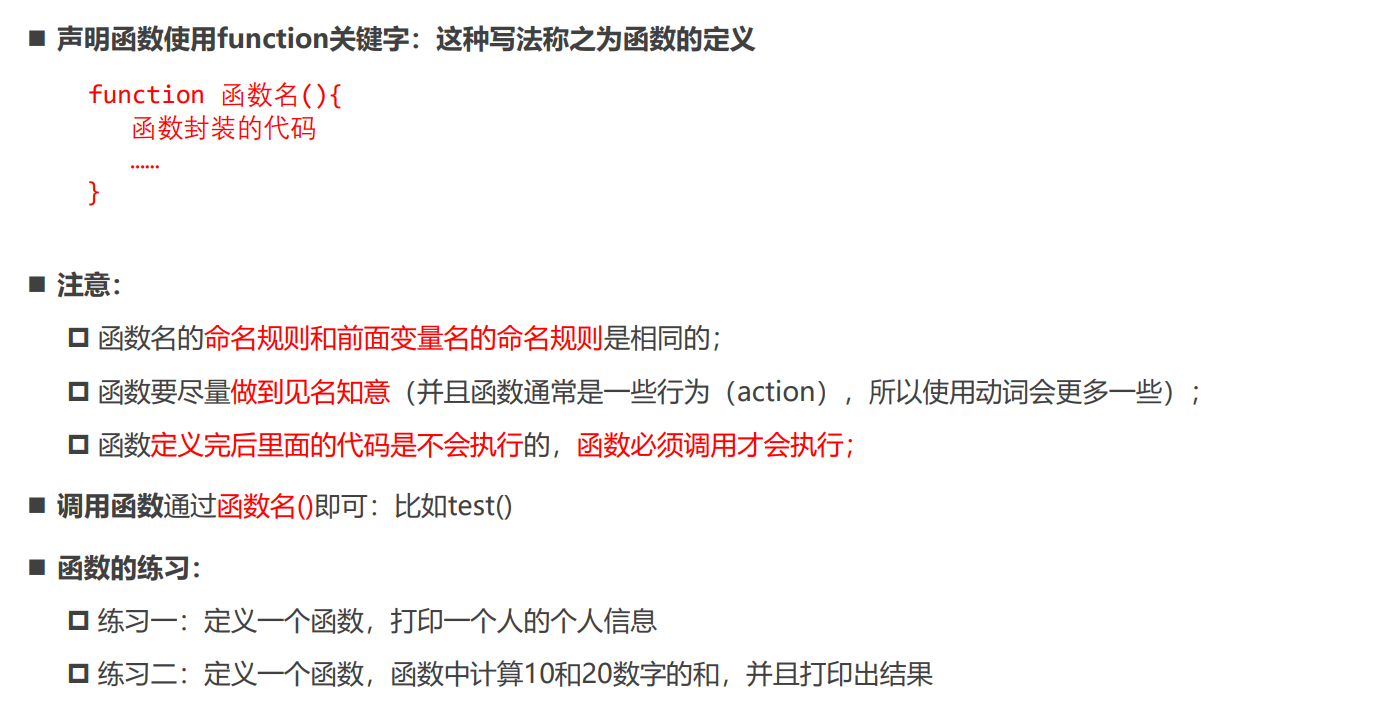 声明函数使用function关键字：这种写法称之为函数的定义
function 函数名(){
函数封装的代码
……
}
注意：
函数名的命名规则和前面变量名的命名规则是相同的；
函数要尽量做到见名知意（并且函数通常是一些行为（action），所以使用动词会更多一些）；
函数定义完后里面的代码是不会执行的，函数必须调用才会执行；
调用函数通过函数名()即可：比如test()
函数的练习：
练习一：定义一个函数，打印一个人的个人信息
练习二：定义一个函数，函数中计算10和20数字的和，并且打印出结果